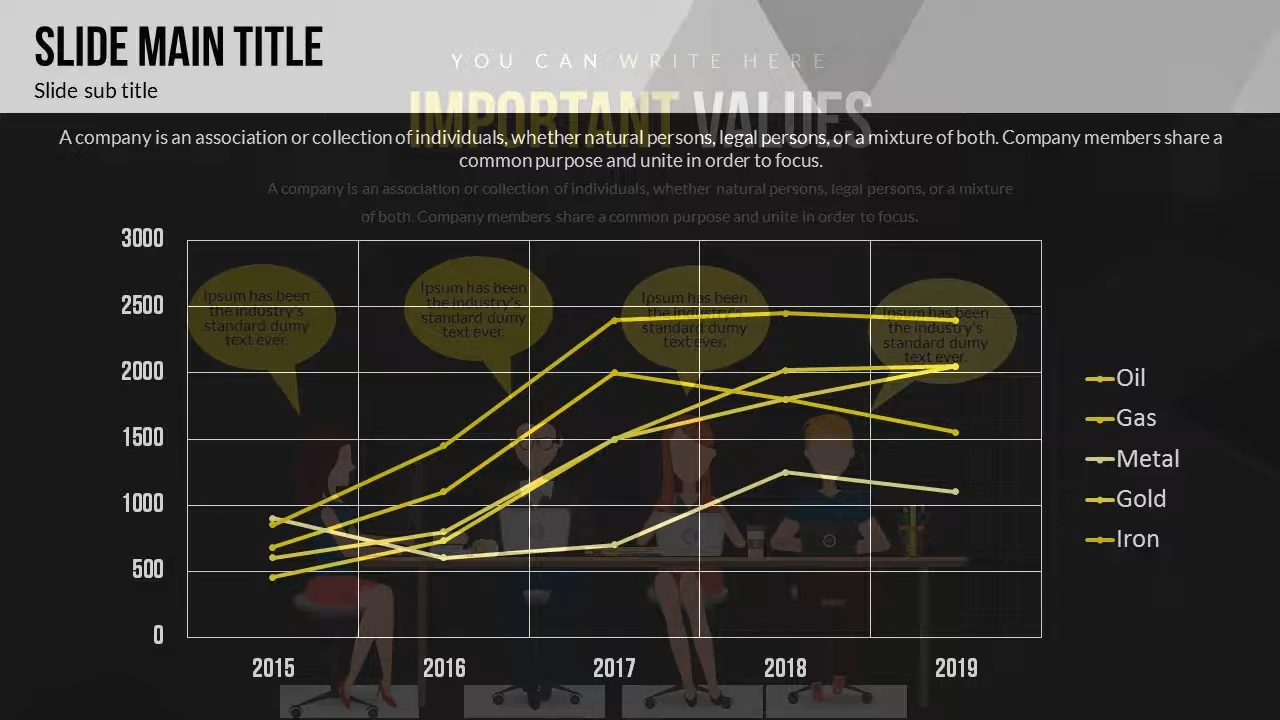 SLIDE MAIN TITLE
Slide sub title
YOU CAN WRITE HERE
IMPORTANT VALUES
A company is an association or collection of individuals, whether natural persons, legal persons, or a mixture of both. Company members share a
common purpose and unite in order to focus.
A company is an association or collection of individuals, whether natural persons, legal persons, or a mixture
of both. Company members share a common purpose and unite in order to focus.
3000
2500
2000
1500
1000
500
0
Ipsum has been
the industry's
standard dumy
text ever.
Ipsum has been
the industry's
standard dumy
text ever.
Ipsum has been
the industry's
standard dumy
text ever.
Ipsum has been
the industry's
standard dumy
text ever.
Oil
Gas
Metal
Gold
Iron
2015 2016 2017 2018 2019